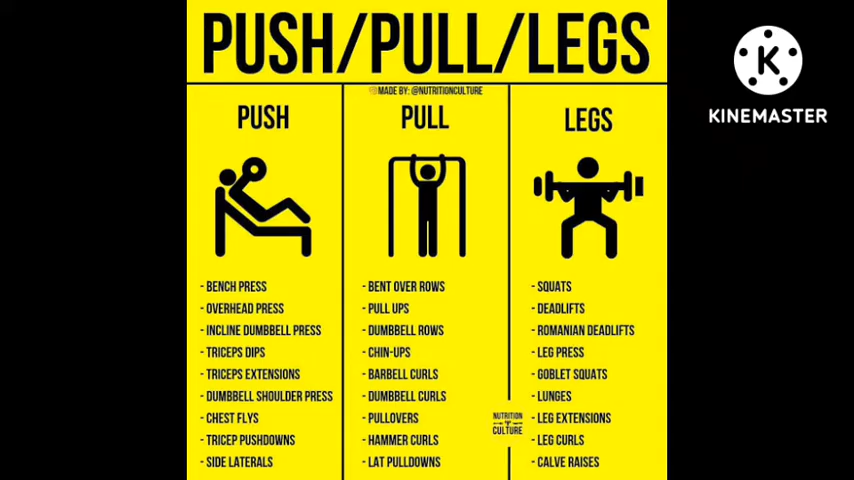 PUSH/PULL/LEGS
MADE BY: @NUTRITIONCULTURE
PUSH
- BENCH PRESS
- OVERHEAD PRESS
- INCLINE DUMBBELL PRESS
- TRICEPS DIPS
- TRICEPS EXTENSIONS
- DUMBBELL SHOULDER PRESS
- CHEST FLYS
- TRICEP PUSHDOWNS
- SIDE LATERALS
PULL
- BENT OVER ROWS
- PULL UPS
- DUMBBELL ROWS
- CHIN-UPS
- BARBELL CURLS
- DUMBBELL CURLS
- PULLOVERS
- HAMMER CURLS
- LAT PULLDOWNS
LEGS
- SQUATS
- DEADLIFTS
- ROMANIAN DEADLIFTS
- LEG PRESS
- GOBLET SQUATS
- LUNGES
- LEG EXTENSIONS
- LEG CURLS
- CALVE RAISES
NUTRITION
CULTURE
K
KINEMASTER